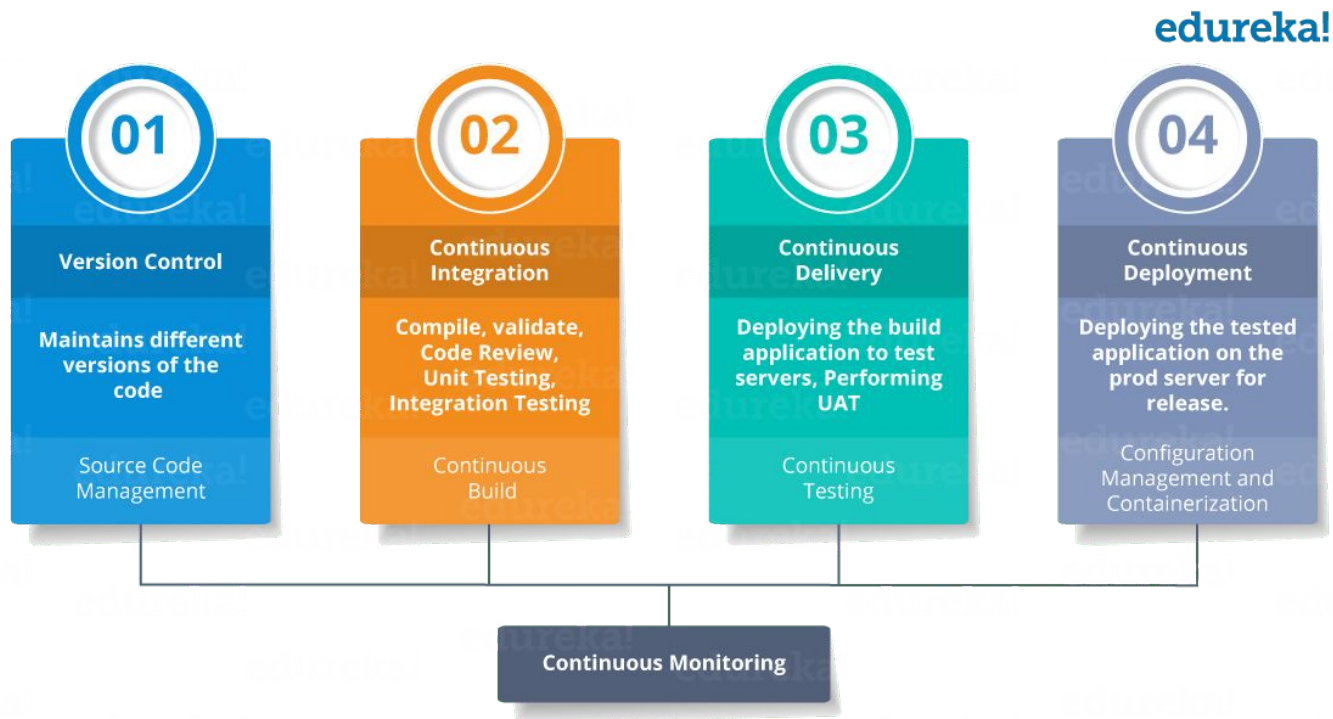 edureka!
01
Version Control
Maintains different
versions of the
code
Source Code
Management
02
Continuous
Integration
Compile, validate,
Code Review,
Unit Testing,
Integration Testing
Continuous
Build
03
Continuous
Delivery
Deploying the build
application to test
servers, Performing
UAT
Continuous
Testing
04
Continuous
Deployment
Deploying the tested
application on the
prod server for
release.
Configuration
Management and
Containerization
Continuous Monitoring